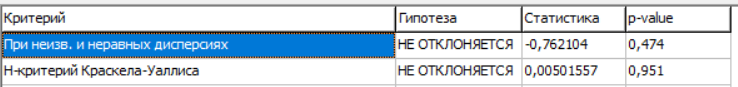 Критерий Гипотеза Статистика p-value
При неизв. и неравных дисперсиях НЕ ОТКЛОНЯЕТСЯ -0,762104 0,474
Н-критерий Краскела-Уаллиса НЕ ОТКЛОНЯЕТСЯ 0,00501557 0,951